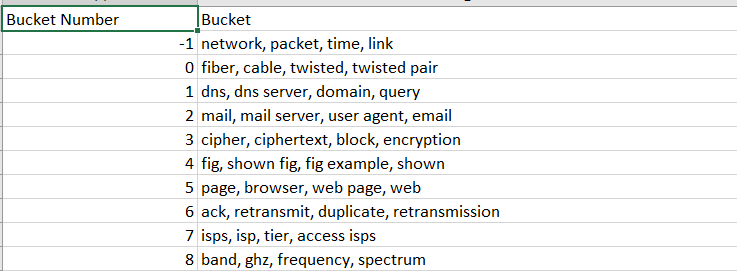 Bucket Number Bucket
-1 network, packet, time, link
0 fiber, cable, twisted, twisted pair
1 dns, dns server, domain, query
2 mail, mail server, user agent, email
3 cipher, ciphertext, block, encryption
4 fig, shown fig, fig example, shown
5 page, browser, web page, web
6 ack, retransmit, duplicate, retransmission
7 isps, isp, tier, access isps
8 band, ghz, frequency, spectrum